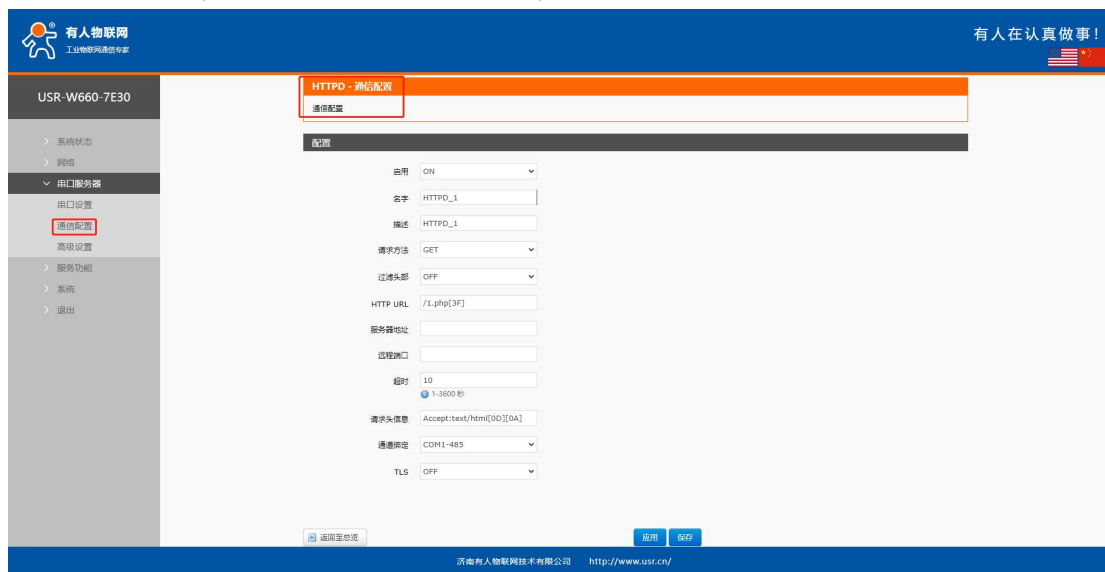 有人物联网
工业物联网通信专家
有人在认真做事!
USR-W660-7E30
系统状态
网络
串口服务器
串口设置
通信配置
高级设置
服务功能
系统
退出
HTTPD - 通信配置
通信配置
配置
启用 ON
名字 HTTPD_1
描述 HTTPD_1
请求方法 GET
过滤头部 OFF
HTTP URL /1.php[3F]
服务器地址
远程端口
超时 10
1-3600 秒
请求头信息 Accept:text/html[0D][0A]
通道绑定 COM1-485
TLS OFF
返回至总览 应用 保存
济南有人物联网技术有限公司 http://www.usr.cn/